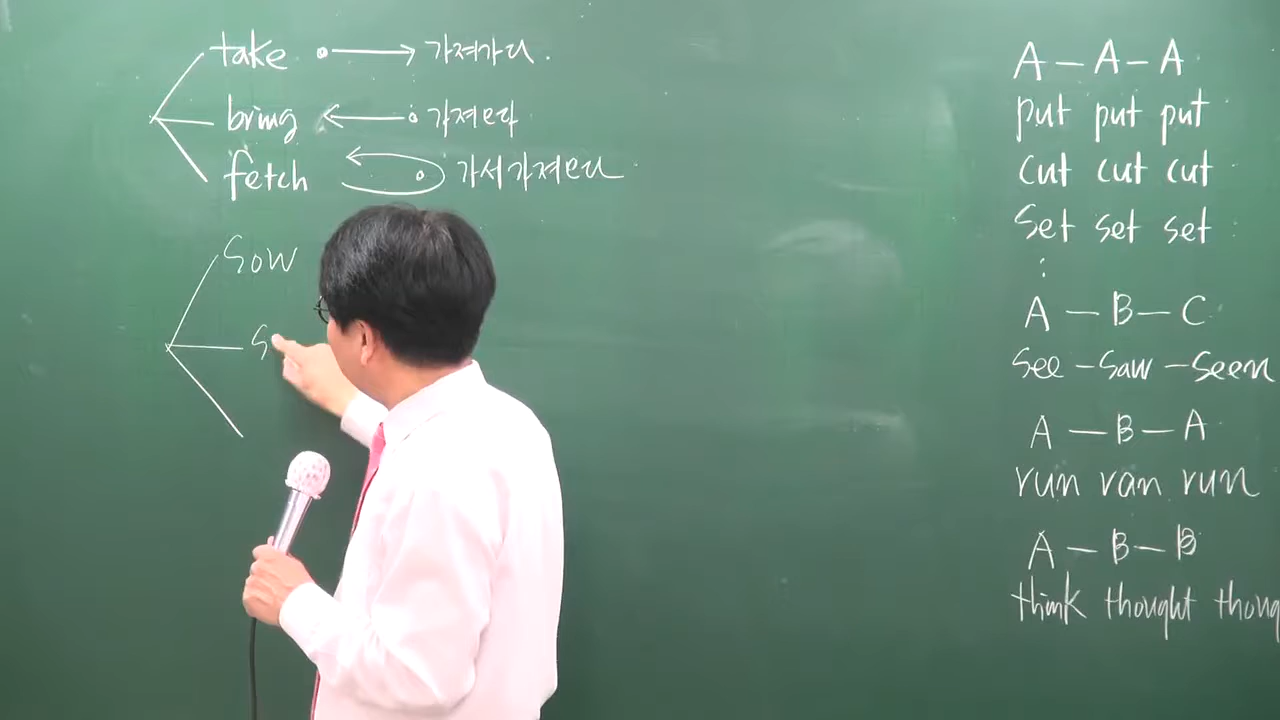 take → 가져가다.
bring ← 가져오다
fetch 가서가져오다
sow
s
A - A - A
put put put
cut cut cut
set set set
:
A - B - C
see - saw - seen
A - B - A
run ran run
A - B - B
think thought thoug